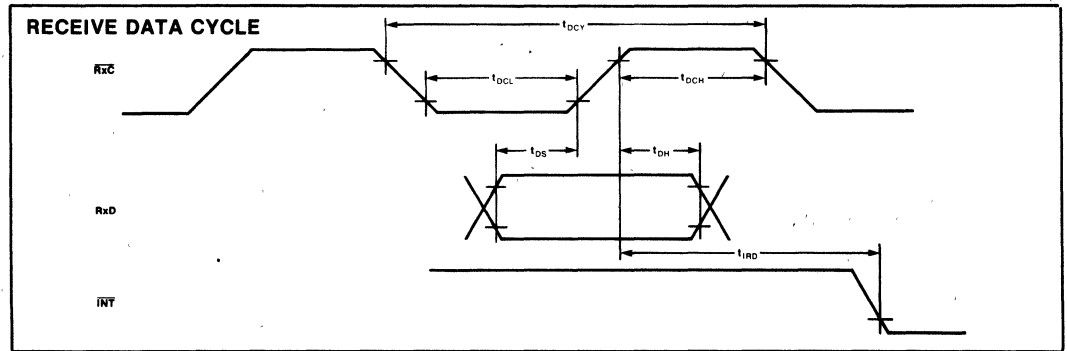 RECEIVE DATA CYCLE
tDCY
RxC
tDCL
tDCH
tDS
tDH
RxD
tIRD
INT